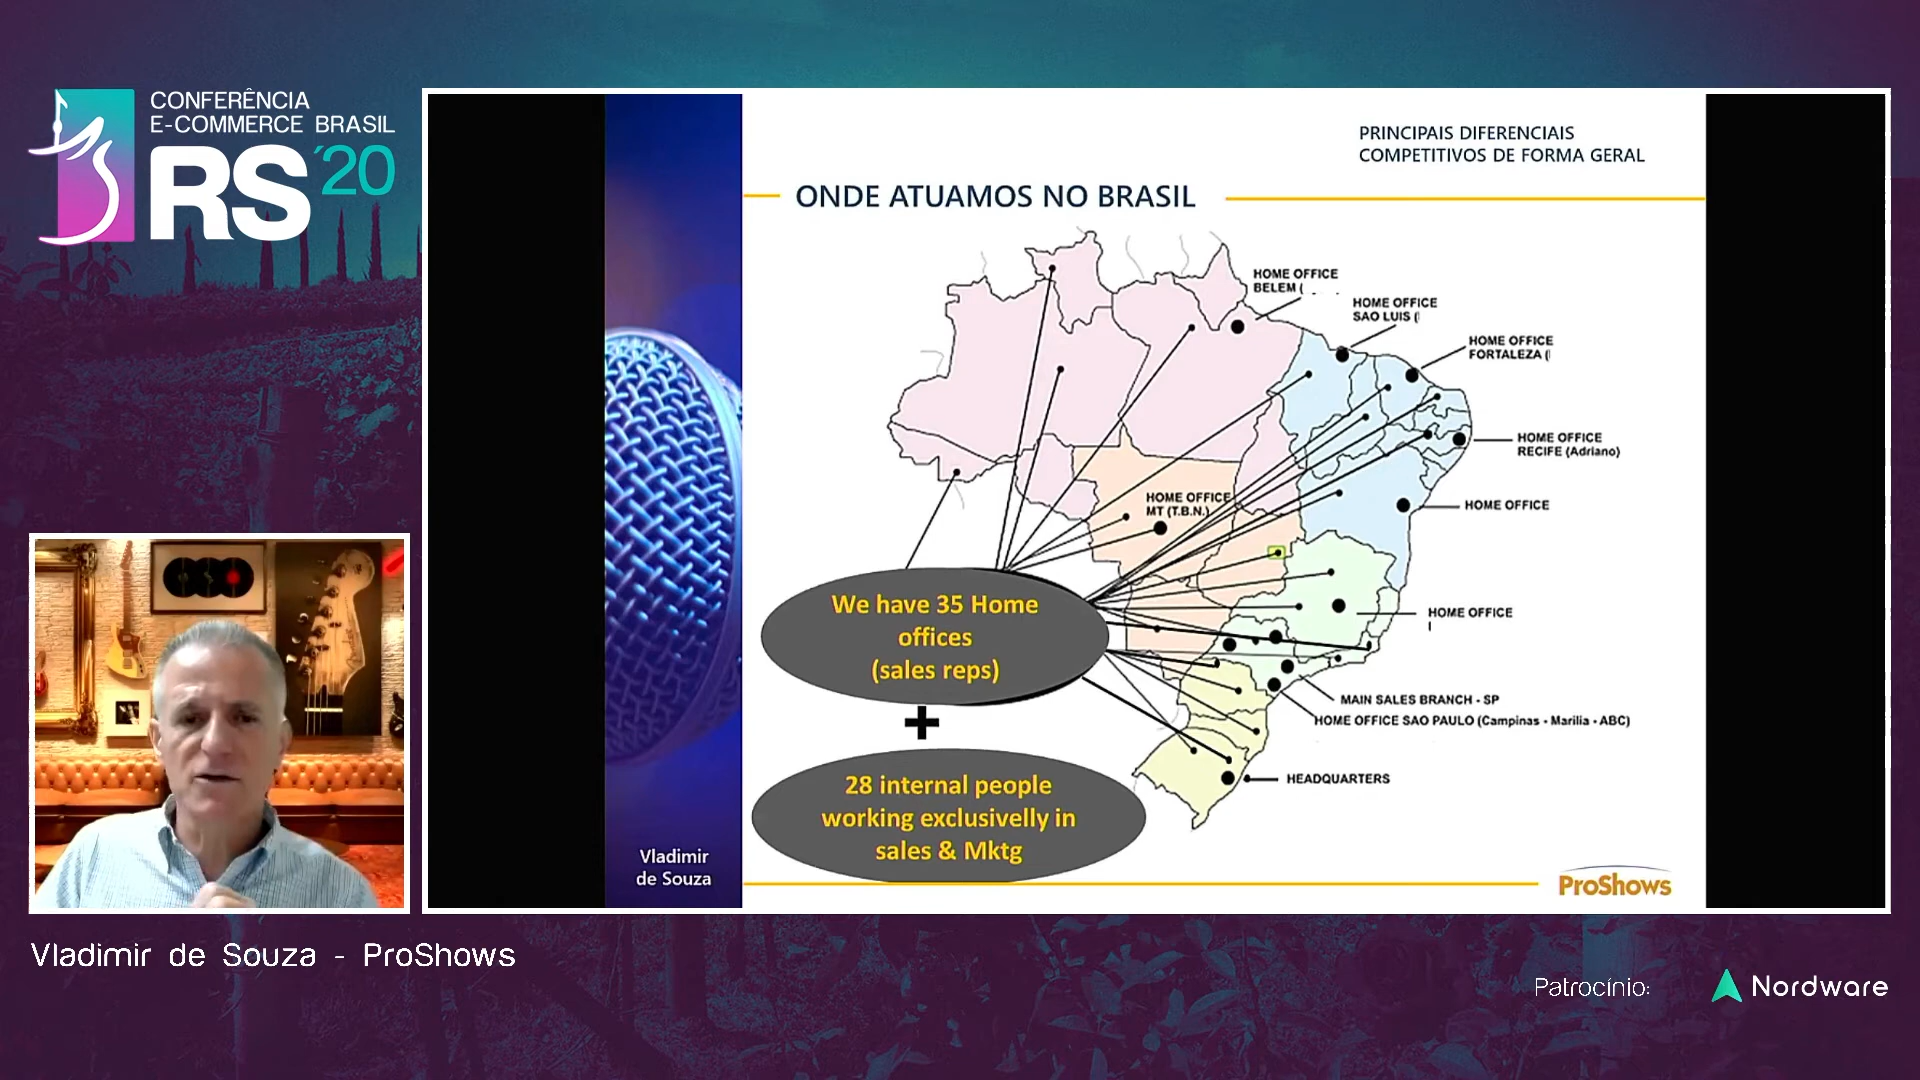 CONFERÊNCIA
E-COMMERCE BRASIL
RS'20
PRINCIPAIS DIFERENCIAIS
COMPETITIVOS DE FORMA GERAL
ONDE ATUAMOS NO BRASIL
HOME OFFICE
BELEM (
HOME OFFICE
SAO LUIS (
HOME OFFICE
FORTALEZA (
HOME OFFICE
RECIFE (Adriano)
HOME OFFICE
MT (T.B.N.)
HOME OFFICE
We have 35 Home
offices
(sales reps)
HOME OFFICE
MAIN SALES BRANCH - SP
HOME OFFICE SAO PAULO (Campinas - Marilia - ABC)
+
28 internal people
working exclusivelly in
sales & Mktg
HEADQUARTERS
Vladimir
de Souza
ProShows
Vladimir de Souza - ProShows
Patrocínio:
Nordware